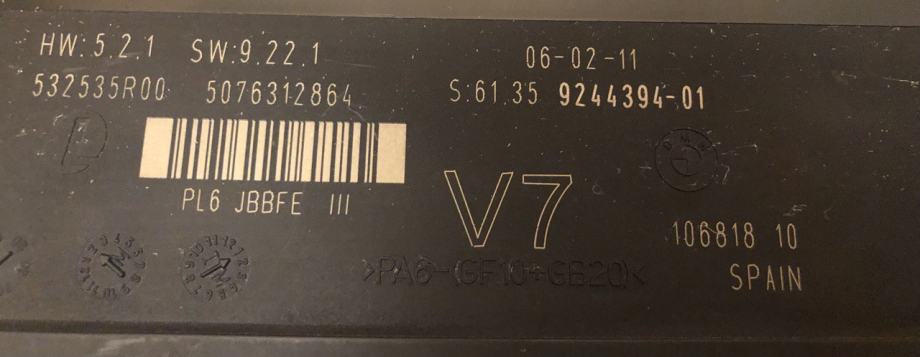 HW:5.2.1 SW:9.22.1 06-02-11
532535R00 5076312864 S:61.35 9244394-01
PL6 JBBFE III
V7
106818 10
>PA6-(GF10+GB20)<
SPAIN